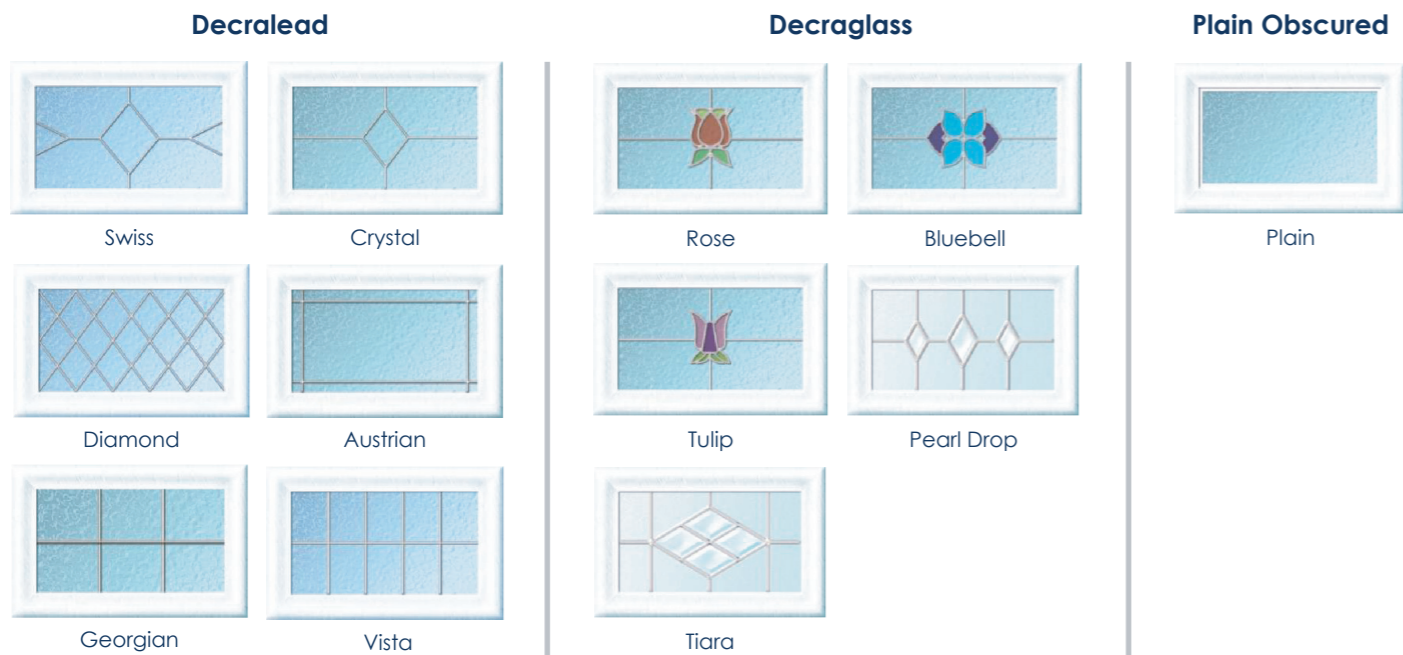 Decralead
Decraglass
Plain Obscured
Swiss
Crystal
Rose
Bluebell
Plain
Diamond
Austrian
Tulip
Pearl Drop
Georgian
Vista
Tiara